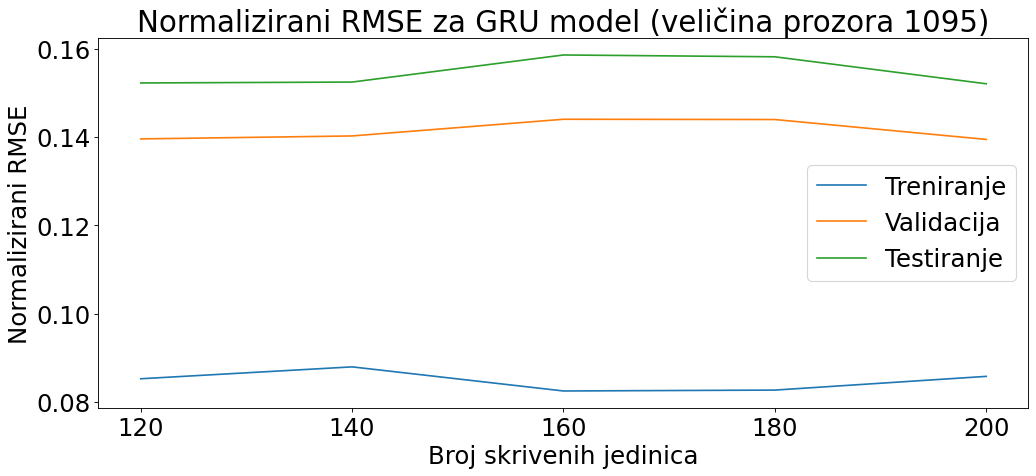 Normalizirani RMSE za GRU model (veličina prozora 1095)
Normalizirani RMSE
0.16
0.14
0.12
0.10
0.08
Treniranje
Validacija
Testiranje
120 140 160 180 200
Broj skrivenih jedinica